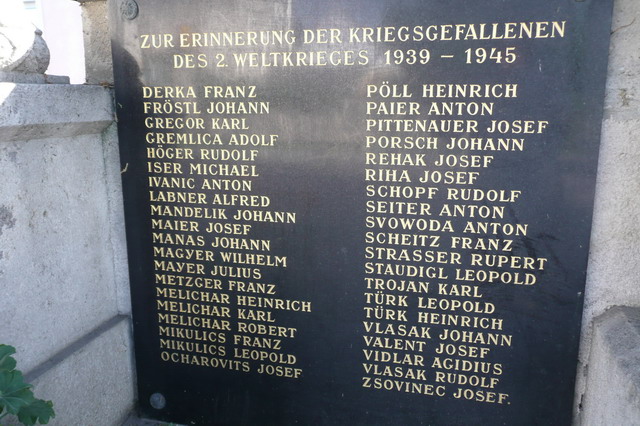 ZUR ERINNERUNG DER KRIEGSGEFALLENEN
DES 2. WELTKRIEGES 1939 – 1945
DERKA FRANZ
FRÖSTL JOHANN
GREGOR KARL
GREMLICA ADOLF
HÖGER RUDOLF
ISER MICHAEL
IVANIC ANTON
LABNER ALFRED
MANDELIK JOHANN
MAIER JOSEF
MANAS JOHANN
MAGYER WILHELM
MAYER JULIUS
METZGER FRANZ
MELICHAR HEINRICH
MELICHAR KARL
MELICHAR ROBERT
MIKULICS FRANZ
MIKULICS LEOPOLD
OCHAROVITS JOSEF
PÖLL HEINRICH
PAIER ANTON
PITTENAUER JOSEF
PORSCH JOHANN
REHAK JOSEF
RIHA JOSEF
SCHOPF RUDOLF
SEITER ANTON
SVOWODA ANTON
SCHEITZ FRANZ
STRASSER RUPERT
STAUDIGL LEOPOLD
TROJAN KARL
TÜRK LEOPOLD
TÜRK HEINRICH
VLASAK JOHANN
VALENT JOSEF
VIDLAR AGIDIUS
VLASAK RUDOLF
ZSOVINEC JOSEF.